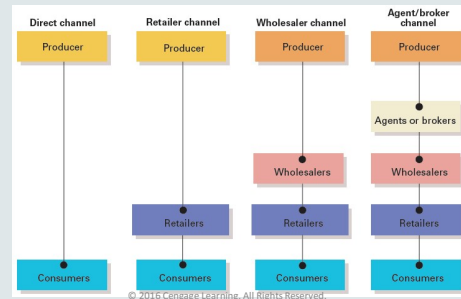 Direct channel
Retailer channel
Wholesaler channel
Agent/broker
channel
Producer
Producer
Producer
Producer
Agents or brokers
Wholesalers
Wholesalers
Retailers
Retailers
Retailers
Consumers
Consumers
Consumers
Consumers
© 2016 Cengage Learning. All Rights Reserved.